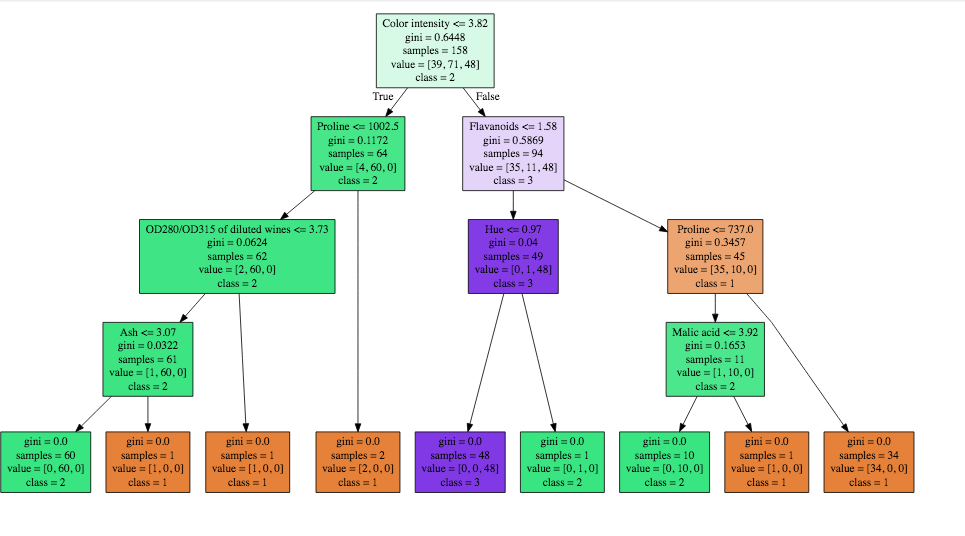 Color intensity <= 3.82
gini = 0.6448
samples = 158
value = [39, 71, 48]
class = 2
True
False
Proline <= 1002.5
gini = 0.1172
samples = 64
value = [4, 60, 0]
class = 2
Flavanoids <= 1.58
gini = 0.5869
samples = 94
value = [35, 11, 48]
class = 3
OD280/OD315 of diluted wines <= 3.73
gini = 0.0624
samples = 62
value = [2, 60, 0]
class = 2
Hue <= 0.97
gini = 0.04
samples = 49
value = [0, 1, 48]
class = 3
Proline <= 737.0
gini = 0.3457
samples = 45
value = [35, 10, 0]
class = 1
Ash <= 3.07
gini = 0.0322
samples = 61
value = [1, 60, 0]
class = 2
Malic acid <= 3.92
gini = 0.1653
samples = 11
value = [1, 10, 0]
class = 2
gini = 0.0
samples = 60
value = [0, 60, 0]
class = 2
gini = 0.0
samples = 1
value = [1, 0, 0]
class = 1
gini = 0.0
samples = 1
value = [1, 0, 0]
class = 1
gini = 0.0
samples = 2
value = [2, 0, 0]
class = 1
gini = 0.0
samples = 48
value = [0, 0, 48]
class = 3
gini = 0.0
samples = 1
value = [0, 1, 0]
class = 2
gini = 0.0
samples = 10
value = [0, 10, 0]
class = 2
gini = 0.0
samples = 1
value = [1, 0, 0]
class = 1
gini = 0.0
samples = 34
value = [34, 0, 0]
class = 1